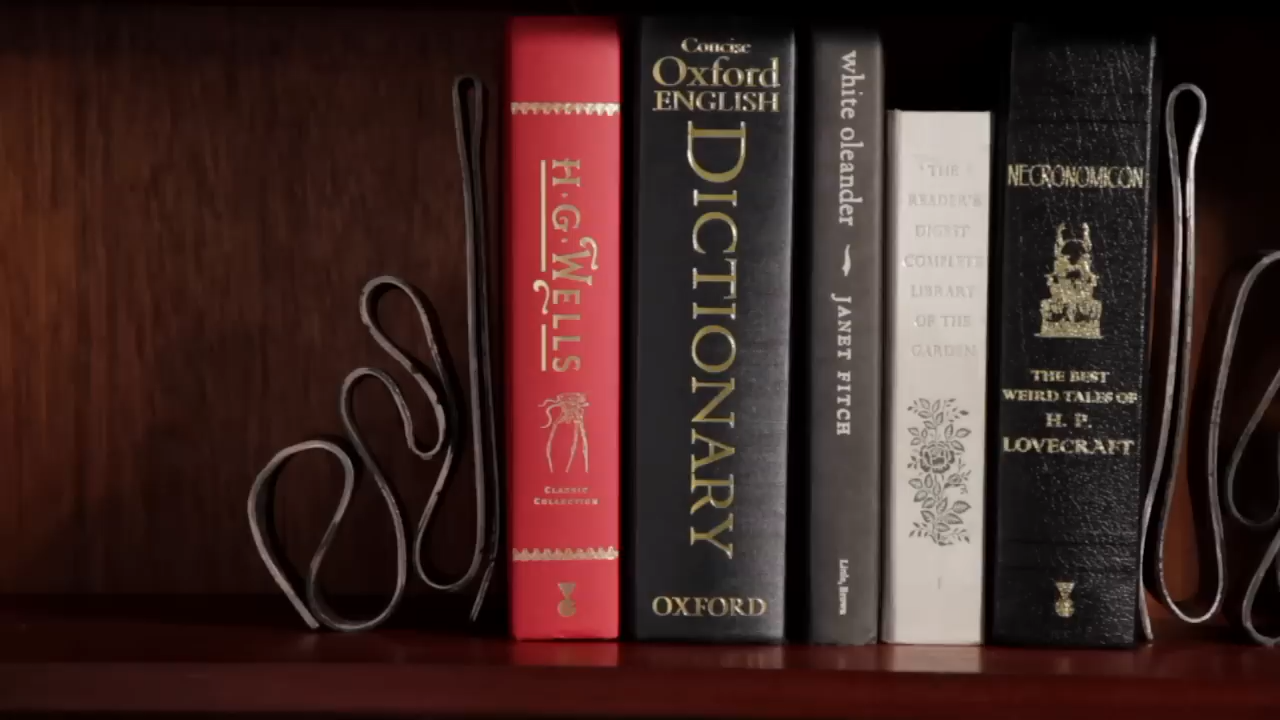 H·G·WELLS
CLASSIC
COLLECTION
Concise
Oxford
ENGLISH
DICTIONARY
OXFORD
white oleander
JANET FITCH
Little, Brown
THE
READER'S
DIGEST
COMPLETE
LIBRARY
OF THE
GARDEN
I
NECRONOMICON
THE BEST
WEIRD TALES OF
H. P.
LOVECRAFT